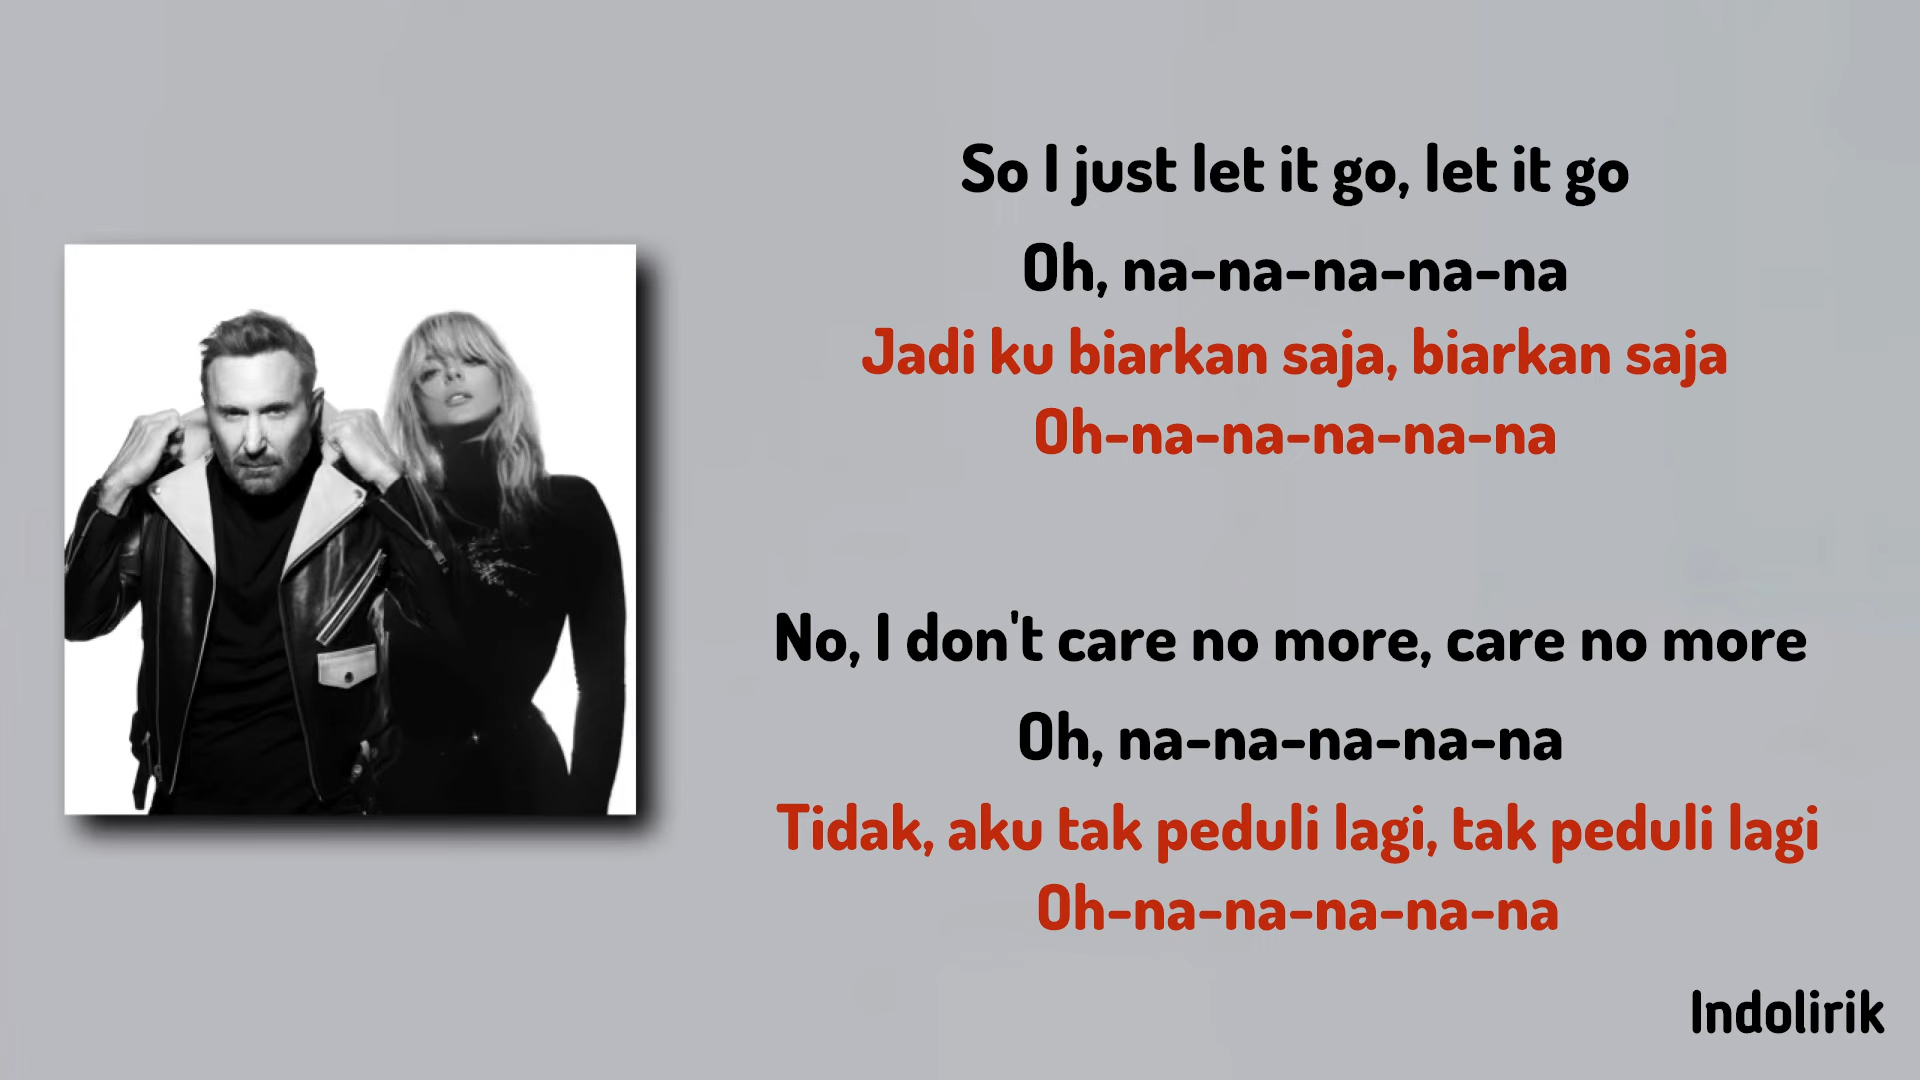 So I just let it go, let it go
Oh, na-na-na-na-na
Jadi ku biarkan saja, biarkan saja
Oh-na-na-na-na-na
No, I don't care no more, care no more
Oh, na-na-na-na-na
Tidak, aku tak peduli lagi, tak peduli lagi
Oh-na-na-na-na-na
Indolirik